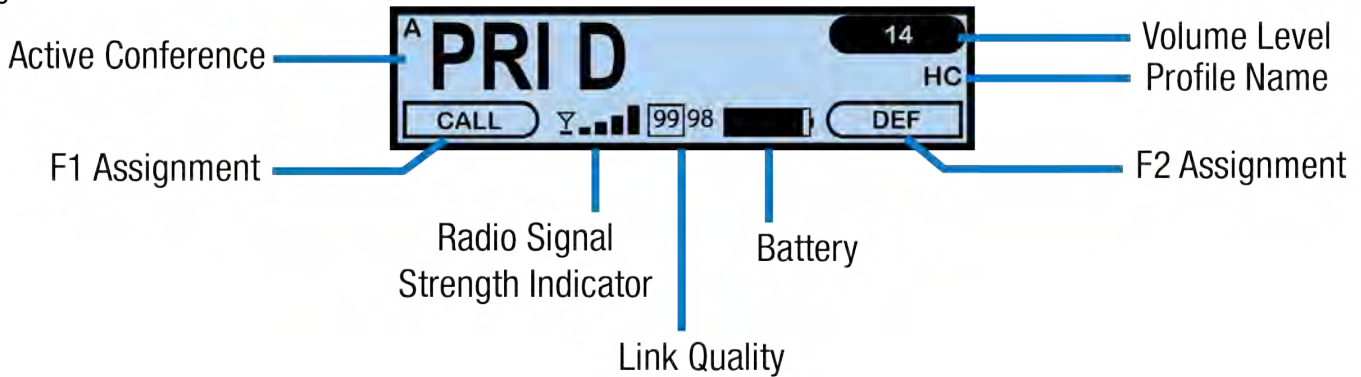 A PRI D 14
HC
CALL 99 98 DEF
Active Conference
Volume Level
Profile Name
F1 Assignment
F2 Assignment
Radio Signal
Strength Indicator
Battery
Link Quality